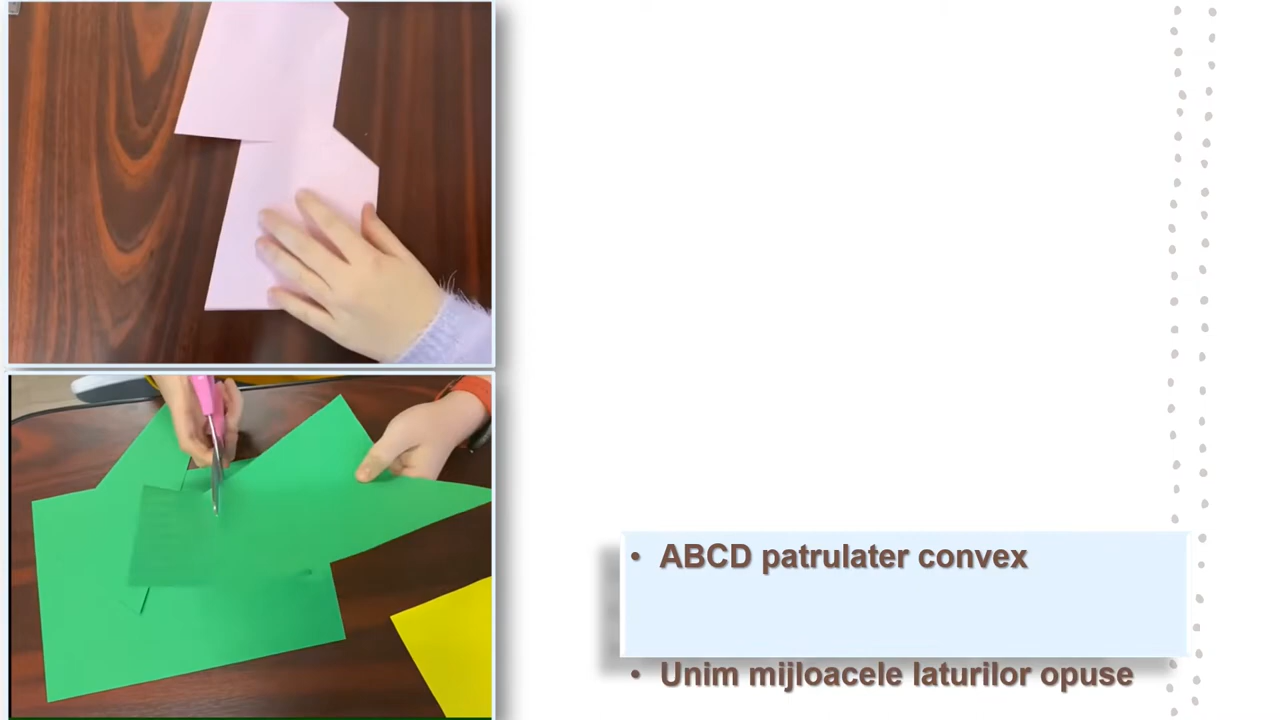 • ABCD patrulater convex
• Unim mijloacele laturilor opuse